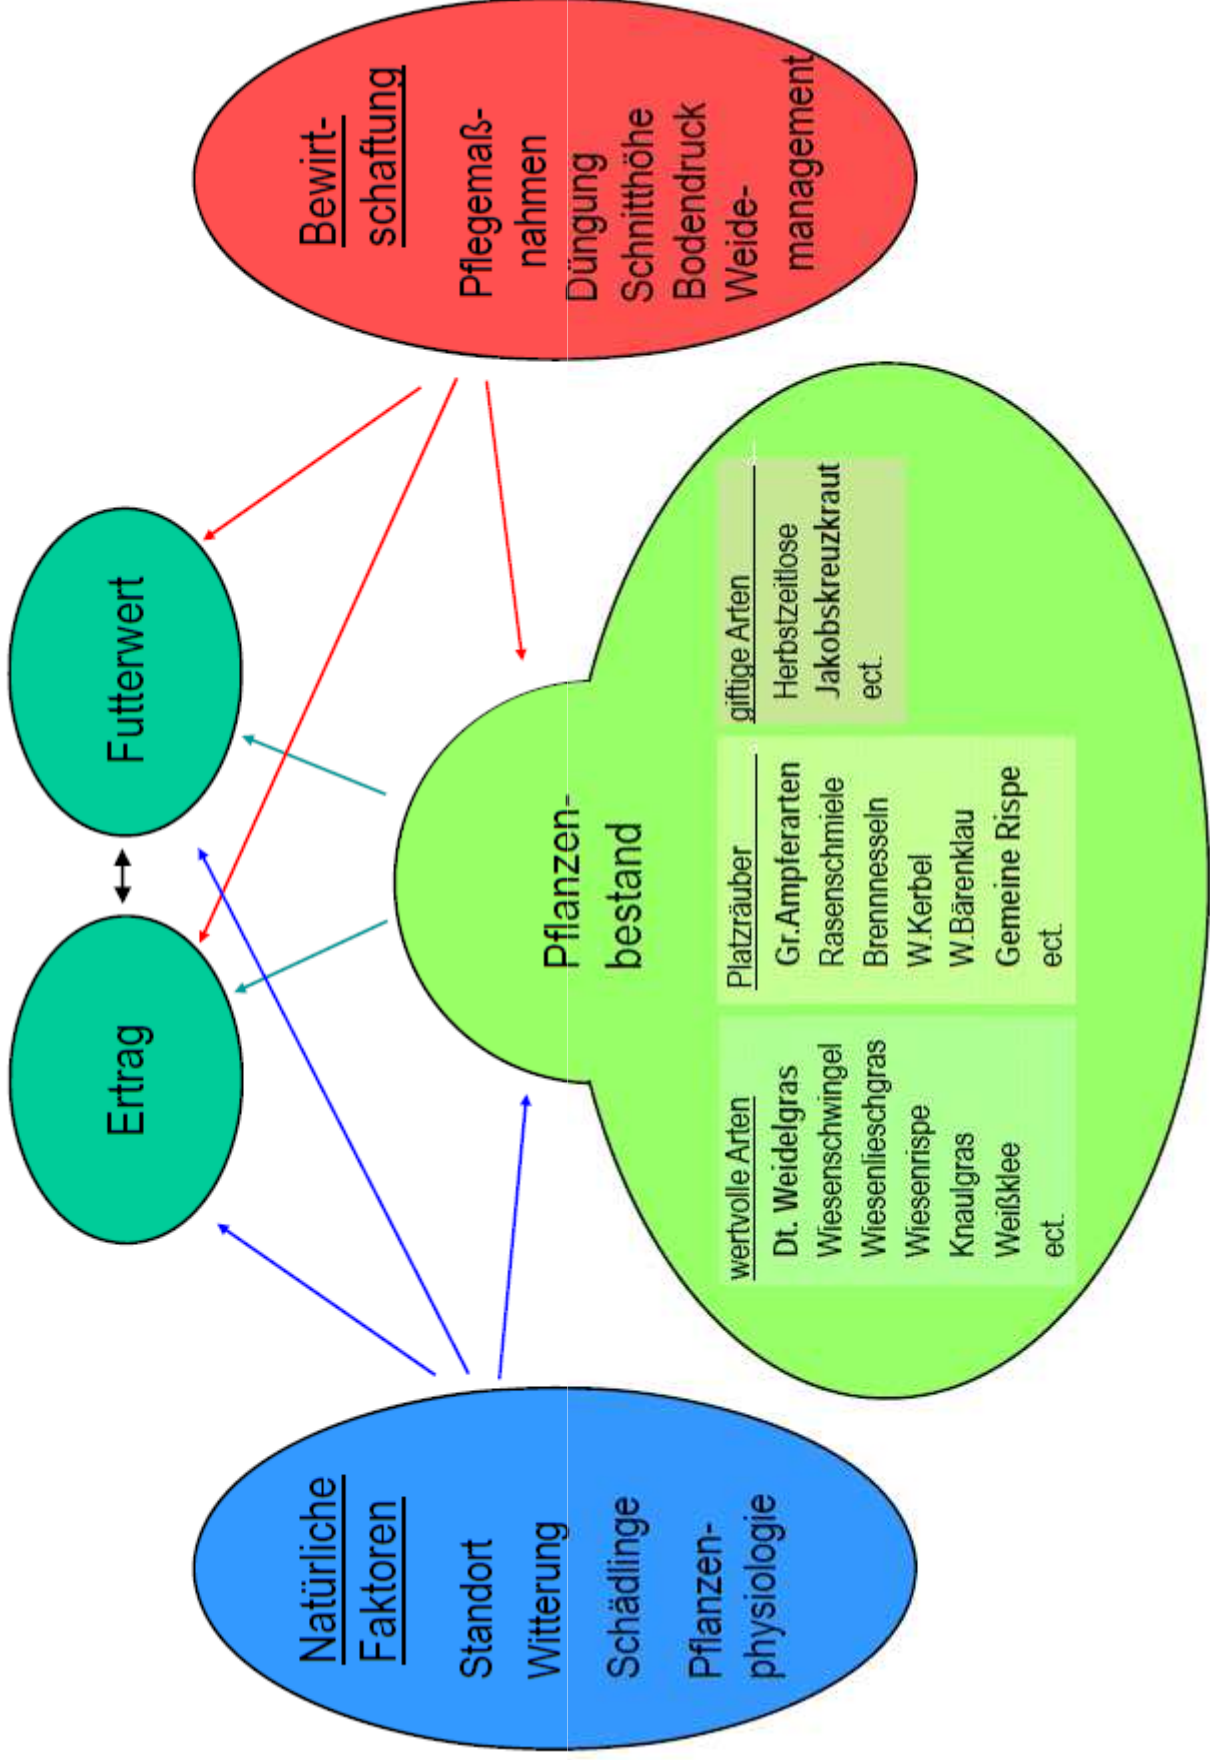 Ertrag
Futterwert
Natürliche
Faktoren
Standort
Witterung
Schädlinge
Pflanzen-
physiologie
Pflanzen-
bestand
wertvolle Arten
Dt. Weidelgras
Wiesenschwingel
Wiesenlieschgras
Wiesenrispe
Knaulgras
Weißklee
ect.
Platzräuber
Gr.Ampferarten
Rasenschmiele
Brennnesseln
W.Kerbel
W.Bärenklau
Gemeine Rispe
ect.
giftige Arten
Herbstzeitlose
Jakobskreuzkraut
ect.
Bewirt-
schaftung
Pflegemaß-
nahmen
Düngung
Schnitthöhe
Bodendruck
Weide-
management